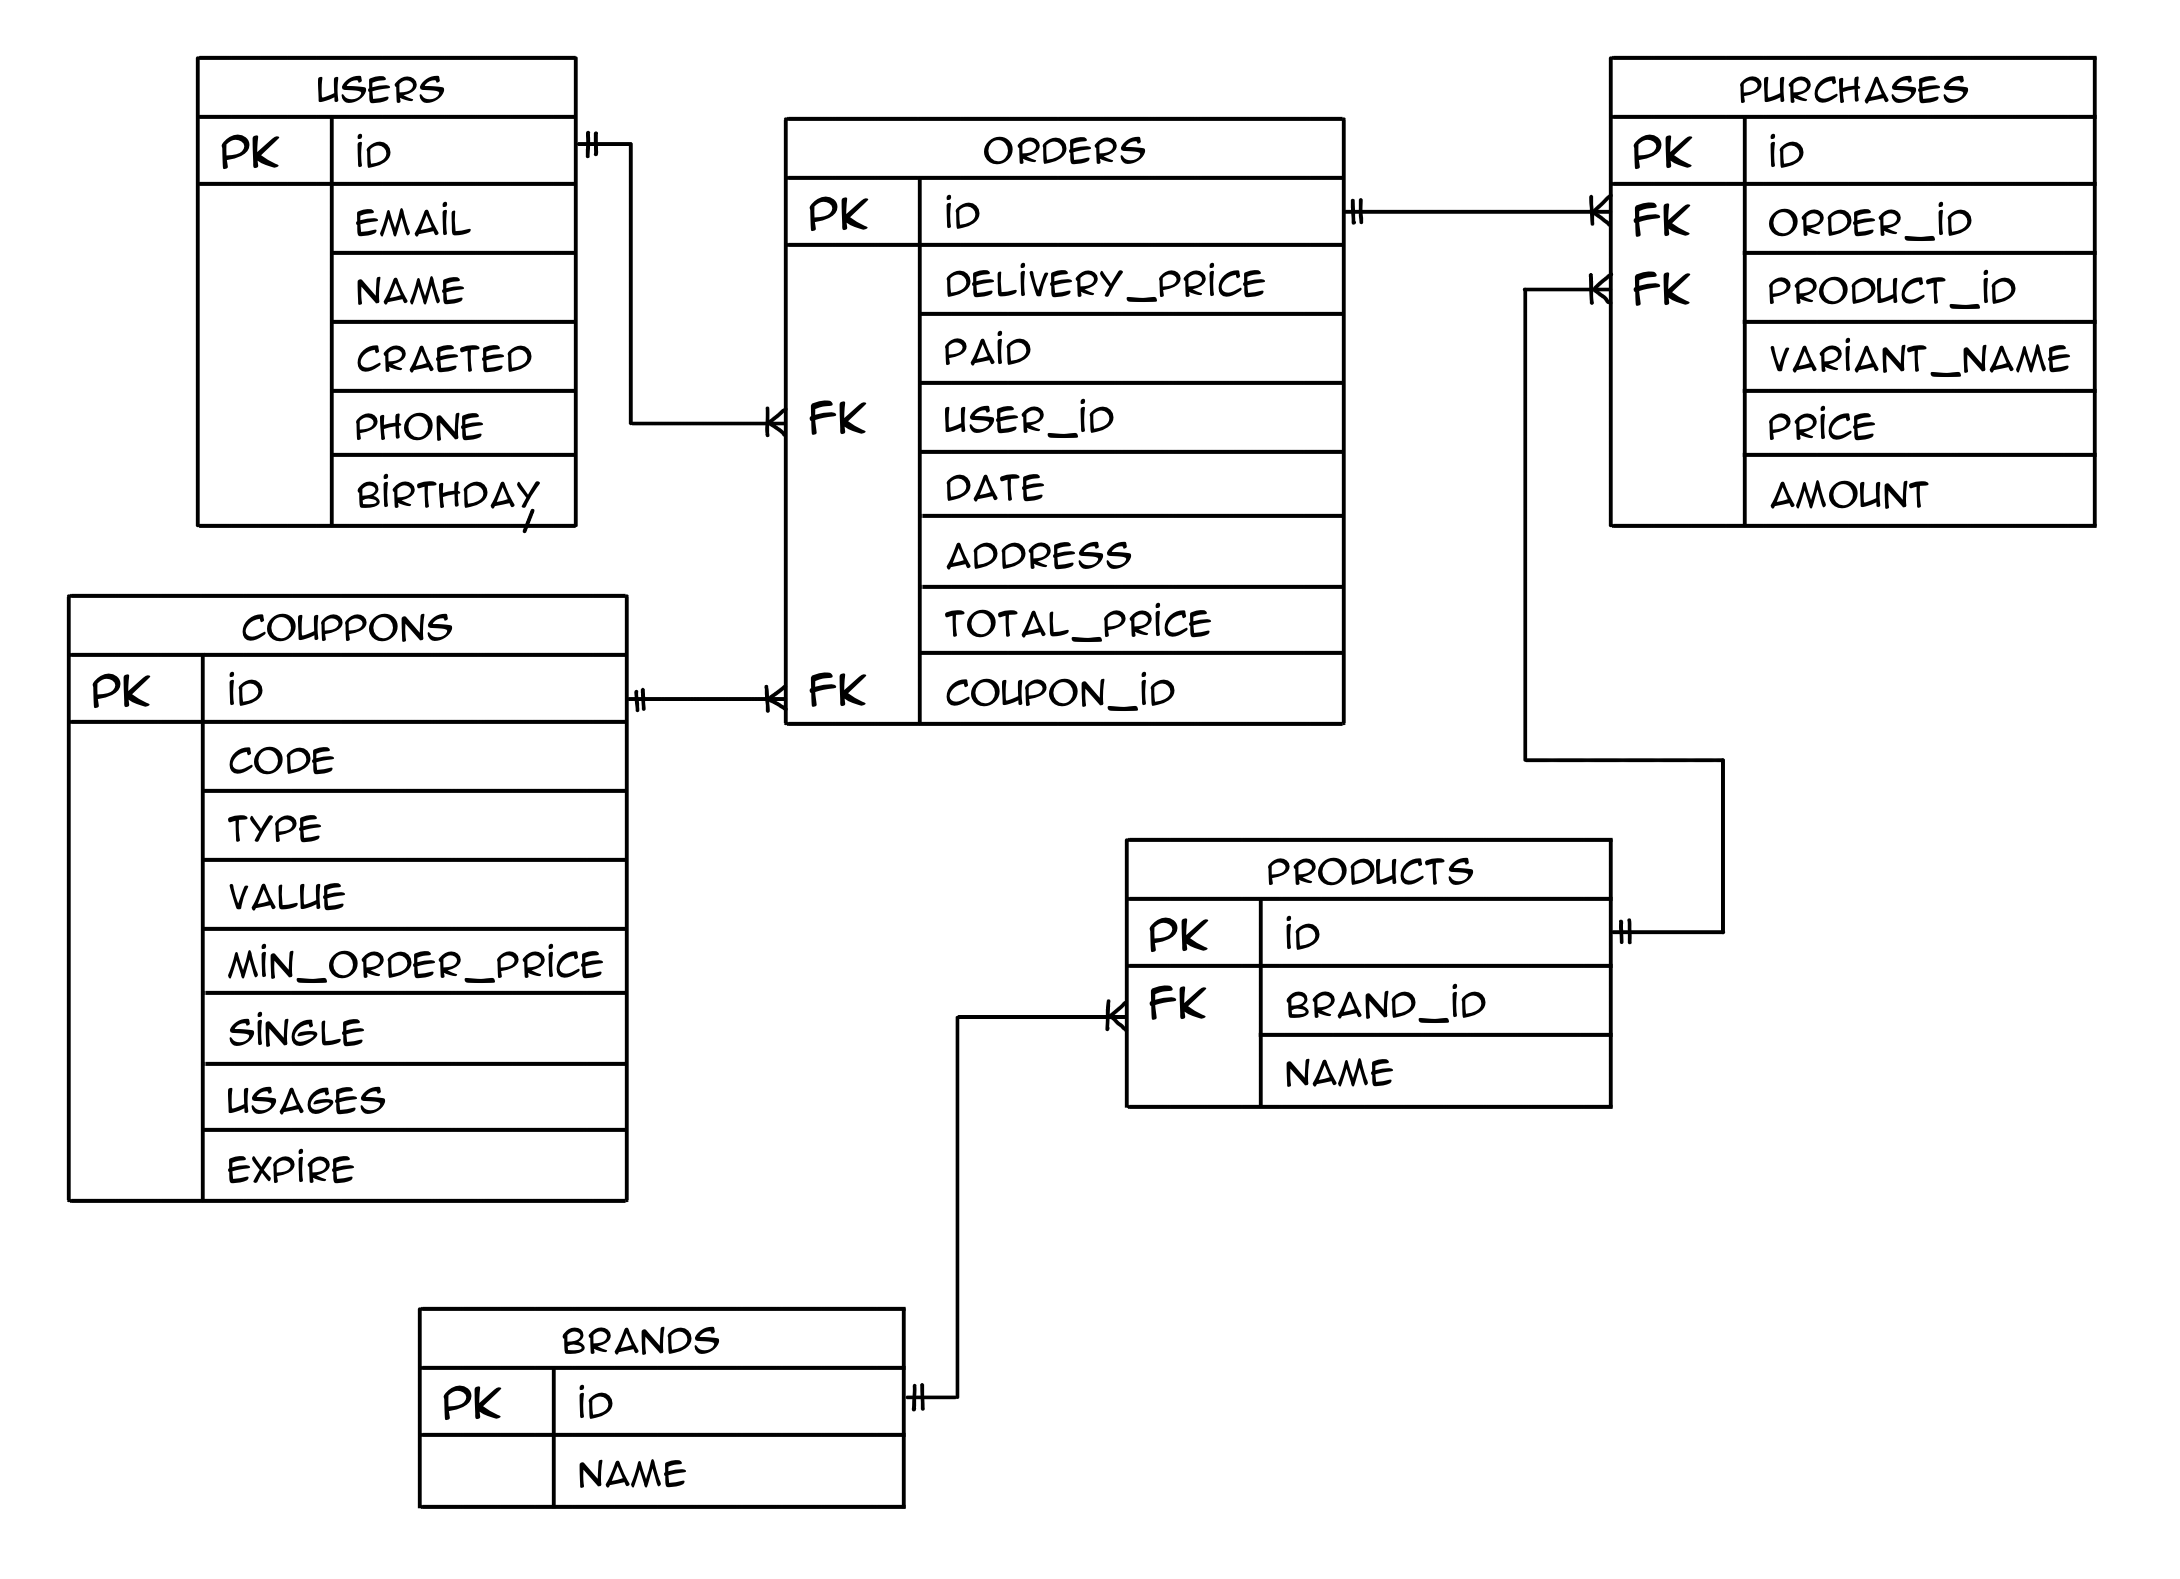 USERS
PK ID
EMAIL
NAME
CRAETED
PHONE
BIRTHDAY
ORDERS
PK ID
DELIVERY_PRICE
PAID
FK USER_ID
DATE
ADDRESS
TOTAL_PRICE
FK COUPON_ID
PURCHASES
PK ID
FK ORDER_ID
FK PRODUCT_ID
VARIANT_NAME
PRICE
AMOUNT
COUPPONS
PK ID
CODE
TYPE
VALUE
MIN_ORDER_PRICE
SINGLE
USAGES
EXPIRE
PRODUCTS
PK ID
FK BRAND_ID
NAME
BRANDS
PK ID
NAME